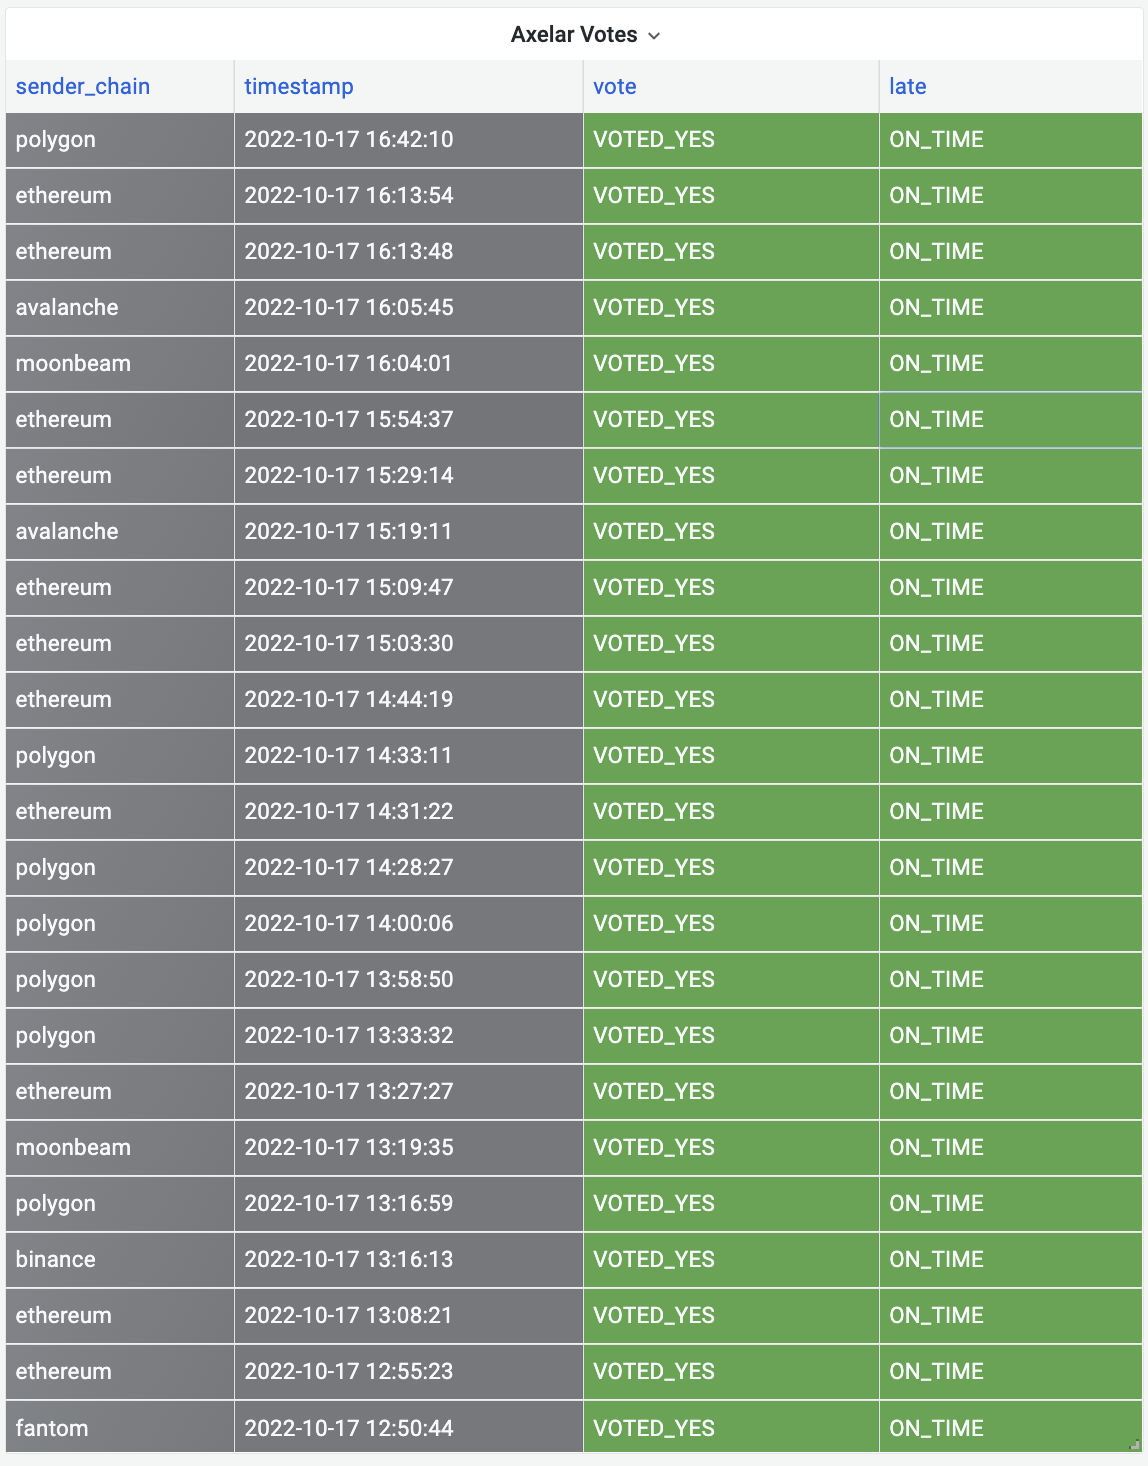 Axelar Votes
sender_chain timestamp vote late
polygon 2022-10-17 16:42:10 VOTED_YES ON_TIME
ethereum 2022-10-17 16:13:54 VOTED_YES ON_TIME
ethereum 2022-10-17 16:13:48 VOTED_YES ON_TIME
avalanche 2022-10-17 16:05:45 VOTED_YES ON_TIME
moonbeam 2022-10-17 16:04:01 VOTED_YES ON_TIME
ethereum 2022-10-17 15:54:37 VOTED_YES ON_TIME
ethereum 2022-10-17 15:29:14 VOTED_YES ON_TIME
avalanche 2022-10-17 15:19:11 VOTED_YES ON_TIME
ethereum 2022-10-17 15:09:47 VOTED_YES ON_TIME
ethereum 2022-10-17 15:03:30 VOTED_YES ON_TIME
ethereum 2022-10-17 14:44:19 VOTED_YES ON_TIME
polygon 2022-10-17 14:33:11 VOTED_YES ON_TIME
ethereum 2022-10-17 14:31:22 VOTED_YES ON_TIME
polygon 2022-10-17 14:28:27 VOTED_YES ON_TIME
polygon 2022-10-17 14:00:06 VOTED_YES ON_TIME
polygon 2022-10-17 13:58:50 VOTED_YES ON_TIME
polygon 2022-10-17 13:33:32 VOTED_YES ON_TIME
ethereum 2022-10-17 13:27:27 VOTED_YES ON_TIME
moonbeam 2022-10-17 13:19:35 VOTED_YES ON_TIME
polygon 2022-10-17 13:16:59 VOTED_YES ON_TIME
binance 2022-10-17 13:16:13 VOTED_YES ON_TIME
ethereum 2022-10-17 13:08:21 VOTED_YES ON_TIME
ethereum 2022-10-17 12:55:23 VOTED_YES ON_TIME
fantom 2022-10-17 12:50:44 VOTED_YES ON_TIME